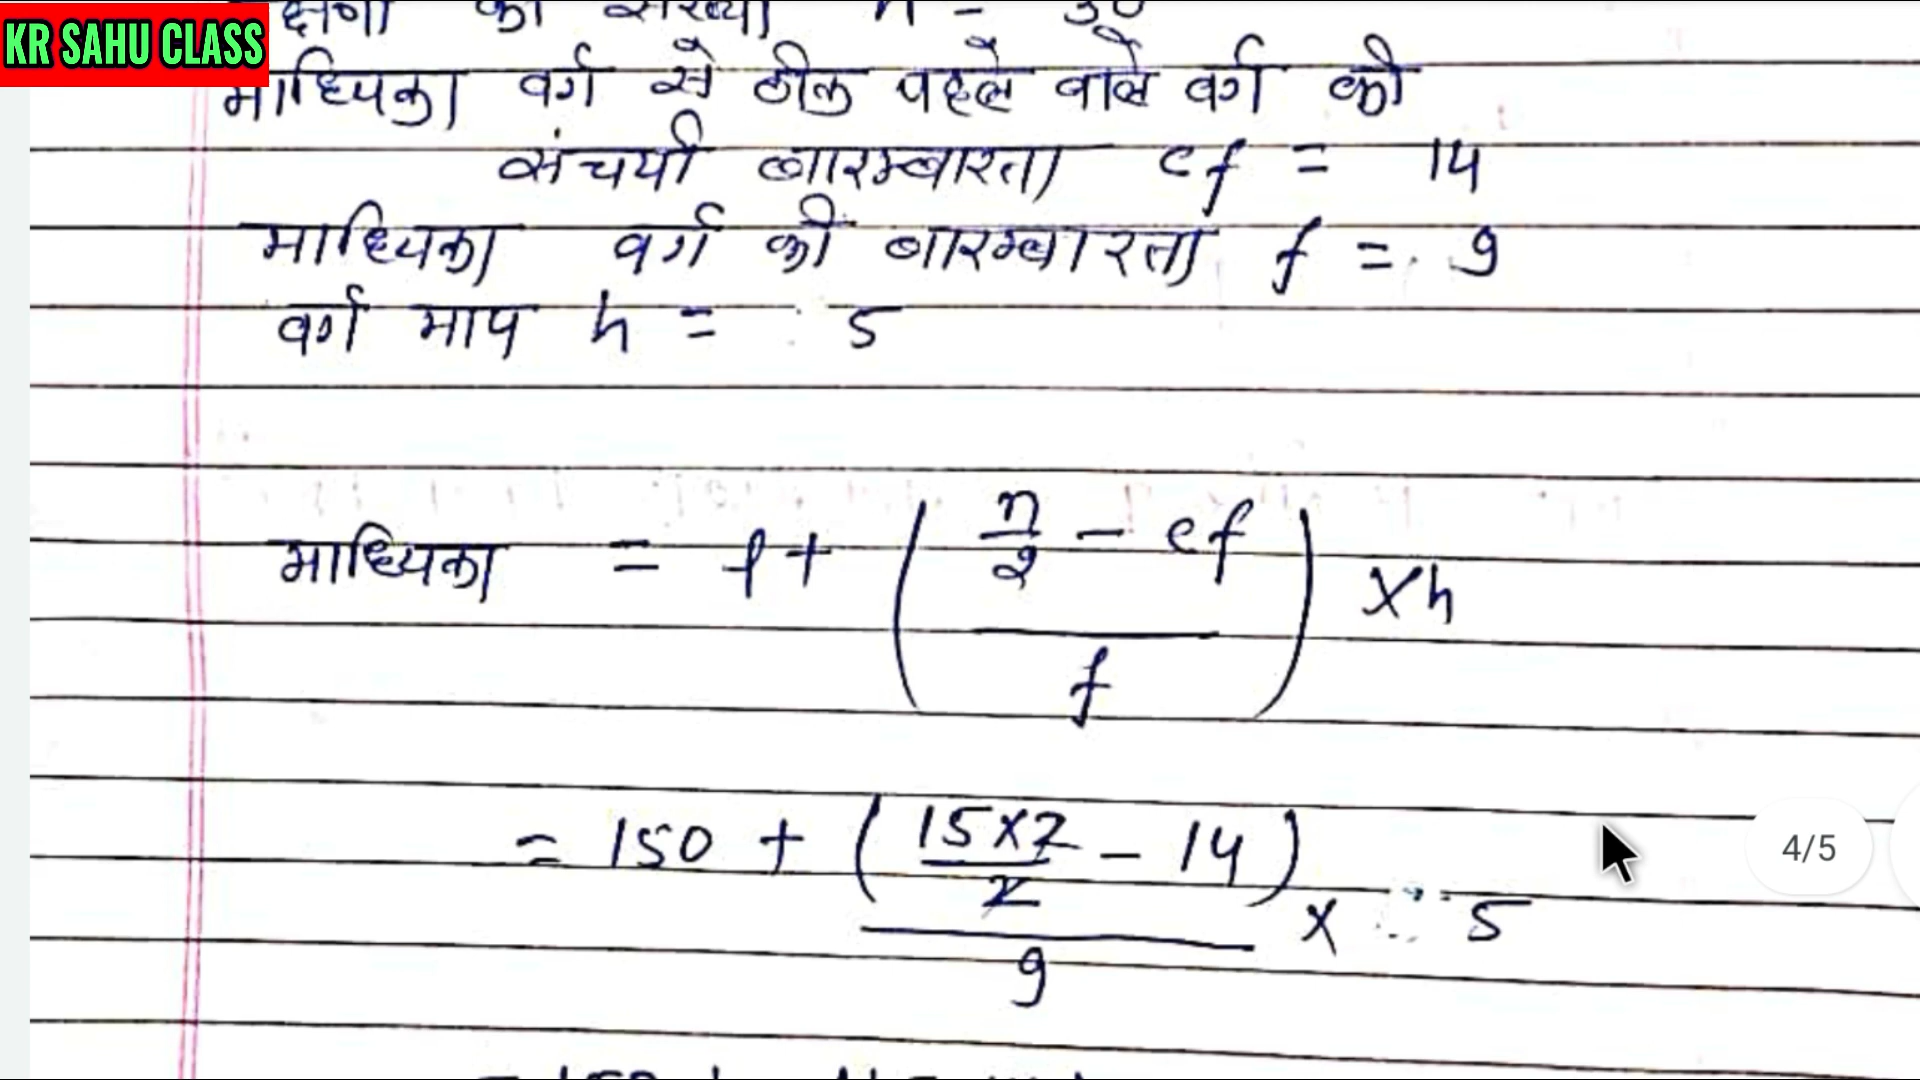 KR SAHU CLASS
की संख्या n = 30
माध्यिका वर्ग से ठीक पहले वाले वर्ग की
संचयी बारम्बारता cf = 14
माध्यिका वर्ग की बारम्बारता f = 9
वर्ग माप h = 5
माध्यिका = l + ( (n/2 - cf) / f ) × h
= 150 + (15×2/2 - 14) / 9 × 5
4/5